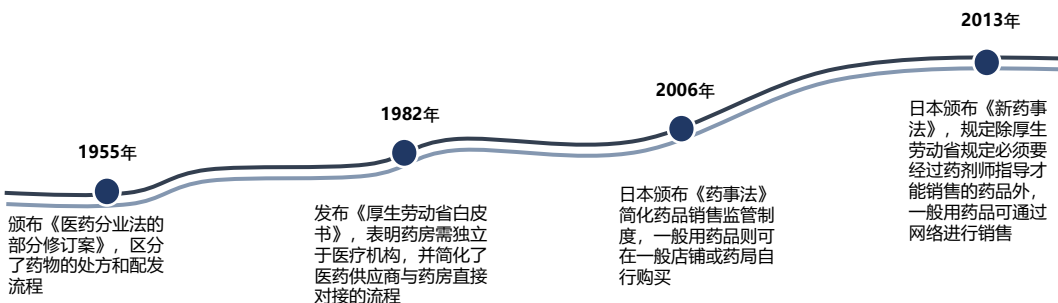 1955年
颁布《医药分业法的
部分修订案》，区分
了药物的处方和配发
流程
1982年
发布《厚生劳动省白皮
书》，表明药房需独立
于医疗机构，并简化了
医药供应商与药房直接
对接的流程
2006年
日本颁布《药事法》
简化药品销售监管制
度，一般用药品则可
在一般店铺或药局自
行购买
2013年
日本颁布《新药事
法》，规定除厚生
劳动省规定必须要
经过药剂师指导才
能销售的药品外，
一般用药品可通过
网络进行销售